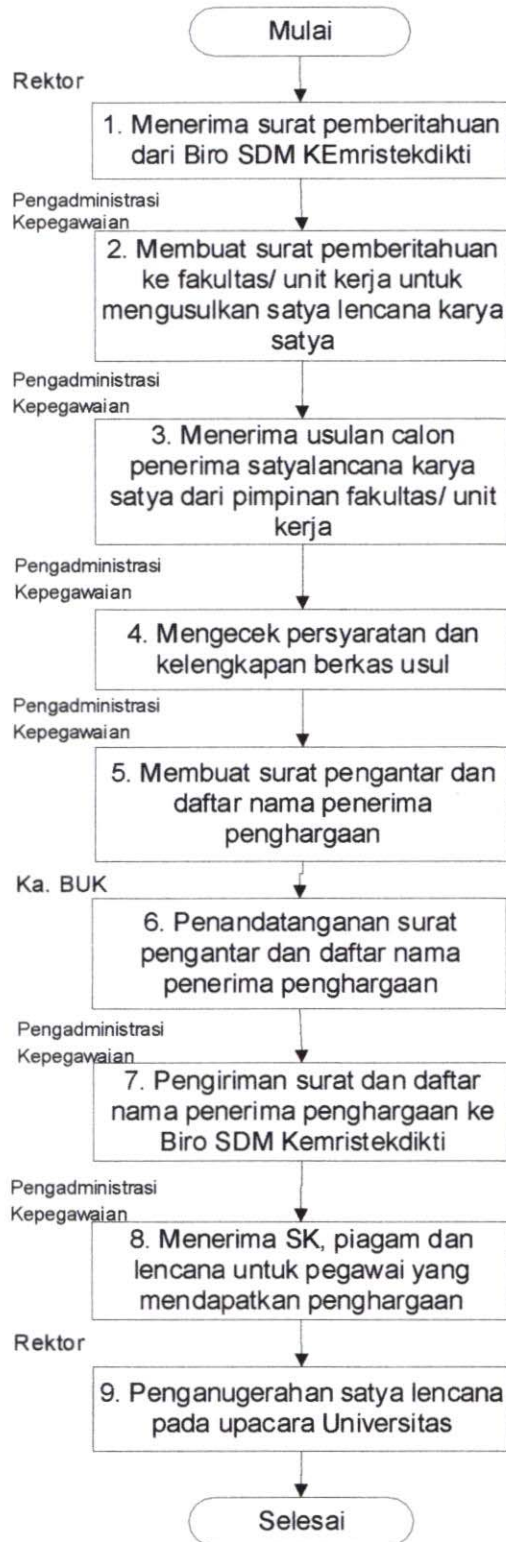 Mulai
Rektor
1. Menerima surat pemberitahuan
dari Biro SDM KEmristekdikti
Pengadministrasi
Kepegawaian
2. Membuat surat pemberitahuan
ke fakultas/ unit kerja untuk
mengusulkan satya lencana karya
satya
Pengadministrasi
Kepegawaian
3. Menerima usulan calon
penerima satyalancana karya
satya dari pimpinan fakultas/ unit
kerja
Pengadministrasi
Kepegawaian
4. Mengecek persyaratan dan
kelengkapan berkas usul
Pengadministrasi
Kepegawaian
5. Membuat surat pengantar dan
daftar nama penerima
penghargaan
Ka. BUK
6. Penandatanganan surat
pengantar dan daftar nama
penerima penghargaan
Pengadministrasi
Kepegawaian
7. Pengiriman surat dan daftar
nama penerima penghargaan ke
Biro SDM Kemristekdikti
Pengadministrasi
Kepegawaian
8. Menerima SK, piagam dan
lencana untuk pegawai yang
mendapatkan penghargaan
Rektor
9. Penganugerahan satya lencana
pada upacara Universitas
Selesai